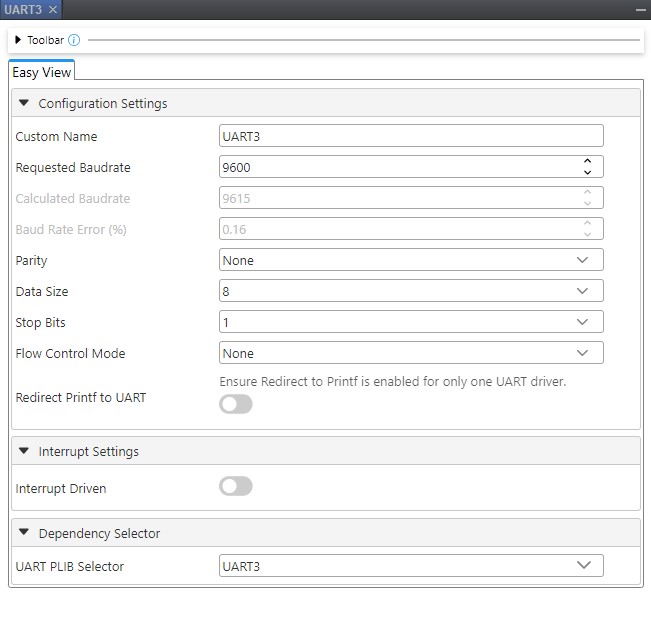 UART3
Toolbar
Easy View
Configuration Settings
Custom Name UART3
Requested Baudrate 9600
Calculated Baudrate 9615
Baud Rate Error (%) 0.16
Parity None
Data Size 8
Stop Bits 1
Flow Control Mode None
Ensure Redirect to Printf is enabled for only one UART driver.
Redirect Printf to UART
Interrupt Settings
Interrupt Driven
Dependency Selector
UART PLIB Selector UART3